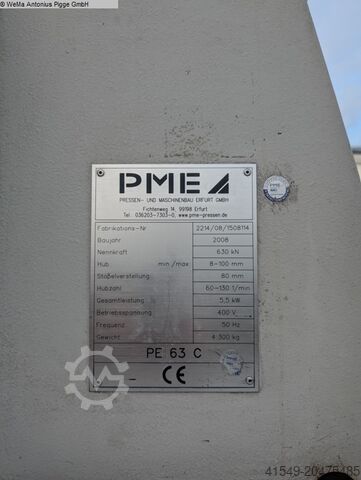 © WeMa Antonius Pigge GmbH
PME
PRESSEN- UND MASCHINENBAU ERFURT GMBH
Fichtenweg 14, 99198 Erfurt
Tel. 036203-7303-0, www.pme-pressen.de
Fabrikations-Nr 2214/08/1508114
Baujahr 2008
Nennkraft 630 kN
Hub min/max 8-100 mm
Stößelverstellung: 80 mm
Hubzahl 60-130 1/min
Gesamtleistung 5,5 kW
Betriebsspannung 400 V
Frequenz 50 Hz
Gewicht 4.300 kg
PE 63 C
CE
41549-20475485